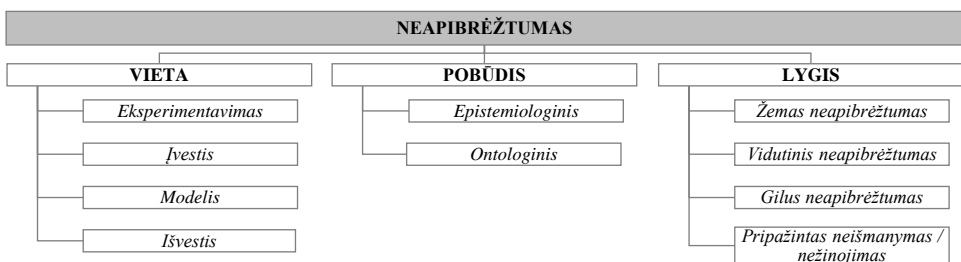 NEAPIBRĖŽTUMAS
VIETA
Eksperimentavimas
Įvestis
Modelis
Išvestis
POBŪDIS
Epistemiologinis
Ontologinis
LYGIS
Žemas neapibrėžtumas
Vidutinis neapibrėžtumas
Gilus neapibrėžtumas
Pripažintas neišmanymas /
nežinojimas